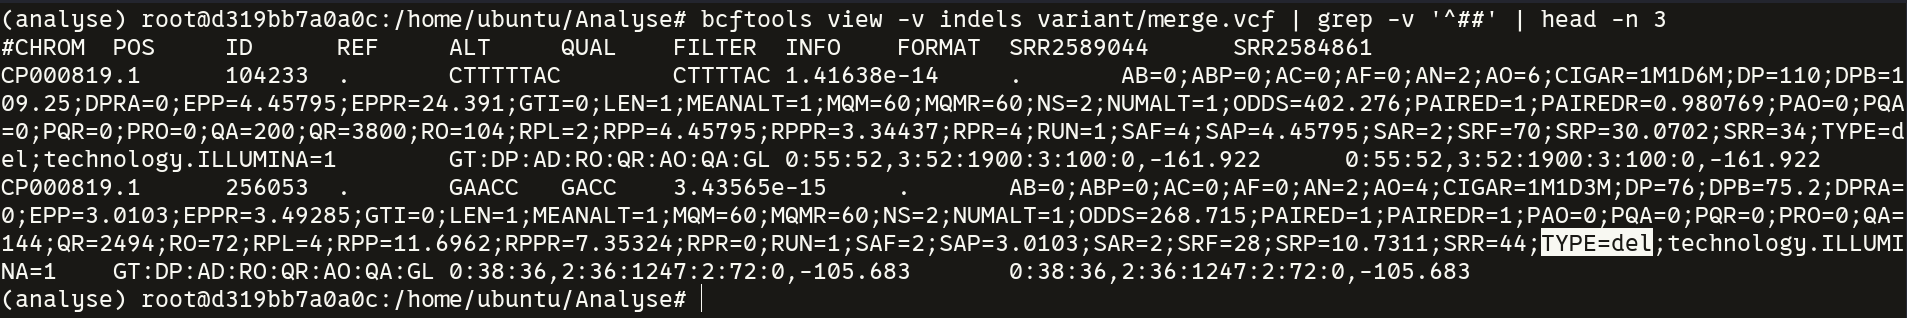 (analyse) root@d319bb7a0a0c:/home/ubuntu/Analyse# bcftools view -v indels variant/merge.vcf | grep -v '^##' | head -n 3
#CHROM  POS     ID      REF     ALT     QUAL    FILTER  INFO    FORMAT  SRR2589044      SRR2584861
CP000819.1      104233  .       CTTTTTAC        CTTTTAC 1.41638e-14     .       AB=0;ABP=0;AC=0;AF=0;AN=2;AO=6;CIGAR=1M1D6M;DP=110;DPB=1
09.25;DPRA=0;EPP=4.45795;EPPR=24.391;GTI=0;LEN=1;MEANALT=1;MQM=60;MQMR=60;NS=2;NUMALT=1;ODDS=402.276;PAIRED=1;PAIREDR=0.980769;PAO=0;PQA
=0;PQR=0;PRO=0;QA=200;QR=3800;RO=104;RPL=2;RPP=4.45795;RPPR=3.34437;RPR=4;RUN=1;SAF=4;SAP=4.45795;SAR=2;SRF=70;SRP=30.0702;SRR=34;TYPE=d
el;technology.ILLUMINA=1        GT:DP:AD:RO:QR:AO:QA:GL 0:55:52,3:52:1900:3:100:0,-161.922      0:55:52,3:52:1900:3:100:0,-161.922
CP000819.1      256053  .       GAACC   GACC    3.43565e-15     .       AB=0;ABP=0;AC=0;AF=0;AN=2;AO=4;CIGAR=1M1D3M;DP=76;DPB=75.2;DPRA=
0;EPP=3.0103;EPPR=3.49285;GTI=0;LEN=1;MEANALT=1;MQM=60;MQMR=60;NS=2;NUMALT=1;ODDS=268.715;PAIRED=1;PAIREDR=1;PAO=0;PQA=0;PQR=0;PRO=0;QA=
144;QR=2494;RO=72;RPL=4;RPP=11.6962;RPPR=7.35324;RPR=0;RUN=1;SAF=2;SAP=3.0103;SAR=2;SRF=28;SRP=10.7311;SRR=44;TYPE=del;technology.ILLUMI
NA=1    GT:DP:AD:RO:QR:AO:QA:GL 0:38:36,2:36:1247:2:72:0,-105.683       0:38:36,2:36:1247:2:72:0,-105.683
(analyse) root@d319bb7a0a0c:/home/ubuntu/Analyse#